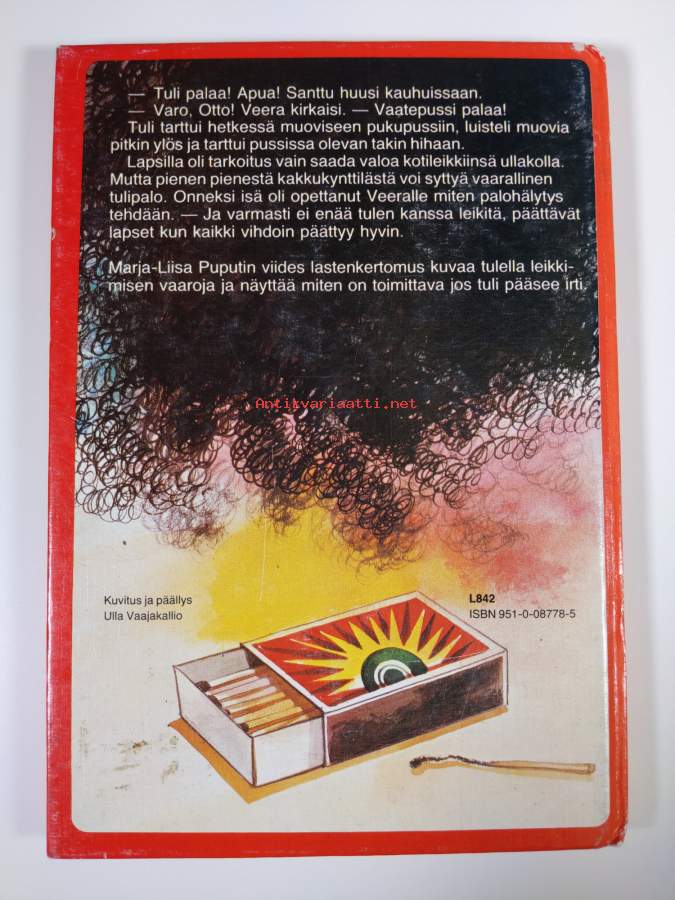 — Tuli palaa! Apua! Santtu huusi kauhuissaan.
— Varo, Otto! Veera kirkaisi. — Vaatepussi palaa!
Tuli tarttui hetkessä muoviseen pukupussiin, luisteli muovia
pitkin ylös ja tarttui pussissa olevan takin hihaan.
Lapsilla oli tarkoitus vain saada valoa kotileikkiinsä ullakolla.
Mutta pienen pienestä kakkukynttilästä voi syttyä vaarallinen
tulipalo. Onneksi isä oli opettanut Veeralle miten palohälytys
tehdään. — Ja varmasti ei enää tulen kanssa leikitä, päättävät
lapset kun kaikki vihdoin päättyy hyvin.
Marja-Liisa Puputin viides lastenkertomus kuvaa tulella leikki-
misen vaaroja ja näyttää miten on toimittava jos tuli pääsee irti.
Antikvariaatti.net
Kuvitus ja päällys
Ulla Vaajakallio
L842
ISBN 951-0-08778-5